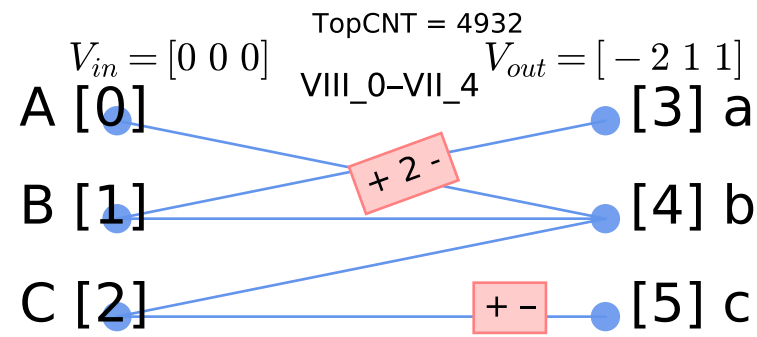 TopCNT = 4932
V_in = [0 0 0]
V_out = [ − 2 1 1]
VIII_0–VII_4
A [0]
[3] a
+ 2 -
B [1]
[4] b
C [2]
+ –
[5] c